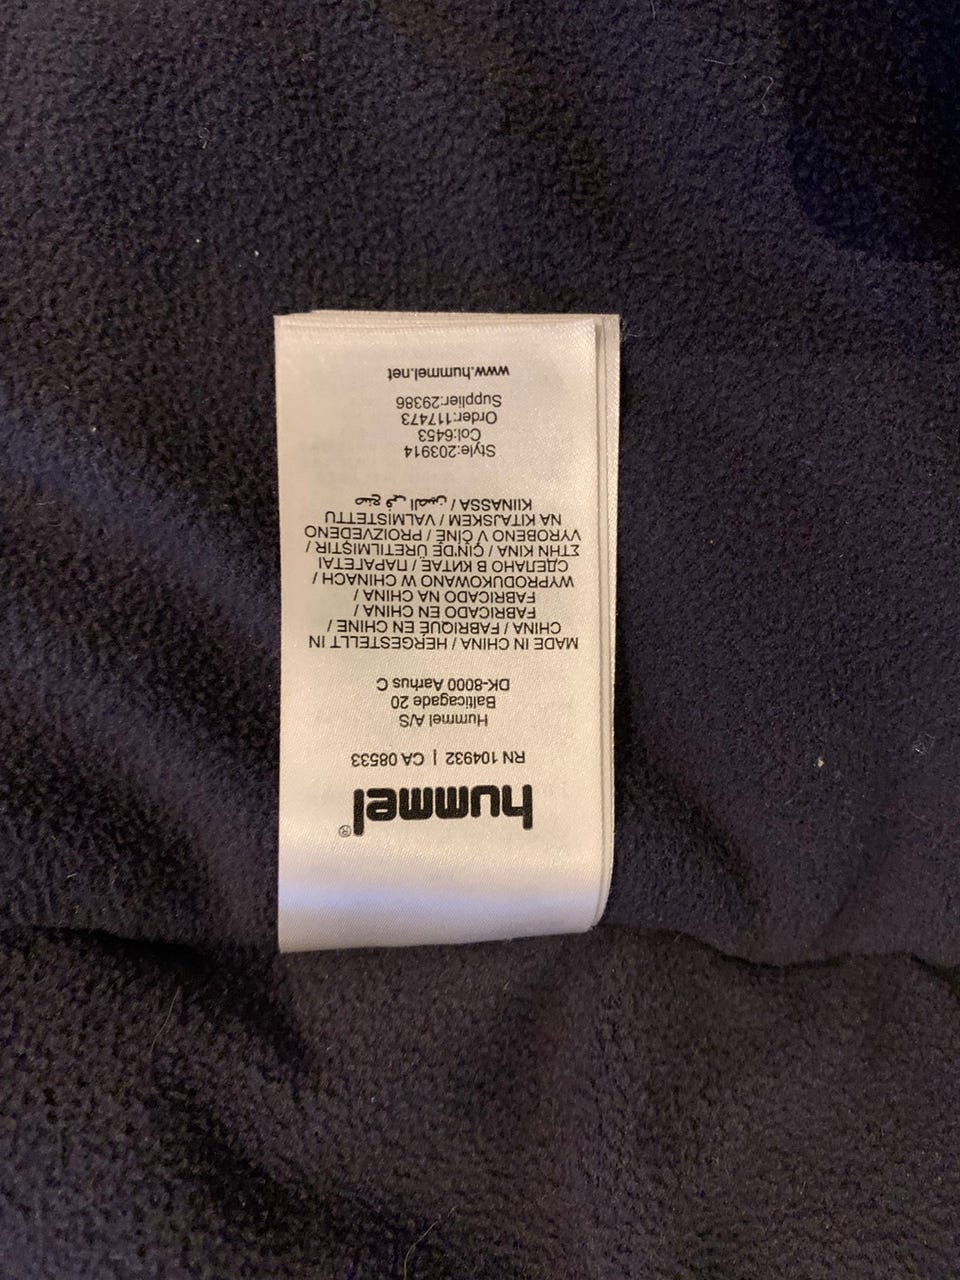 hummel®
RN 104932 | CA 08533
Hummel A/S
Balticagade 20
DK-8000 Aarhus C
MADE IN CHINA / HERGESTELLT IN
CHINA / FABRIQUÉ EN CHINE /
FABRICADO EN CHINA /
FABRICADO NA CHINA /
WYPRODUKOWANO W CHINACH /
СДЕЛАНО В КИТАЕ / ΠΑΡΑΓΕΤΑΙ
ΣΤΗΝ ΚΙΝΑ / ÇIN'DE ÜRETILMIŞTIR /
VYROBENO V ČÍNĚ / PROIZVEDENO
NA KITAJSKEM / VALMISTETTU
KIINASSA / صنع في الصين
Style:203914
Col:6453
Order:117473
Supplier:29386
www.hummel.net